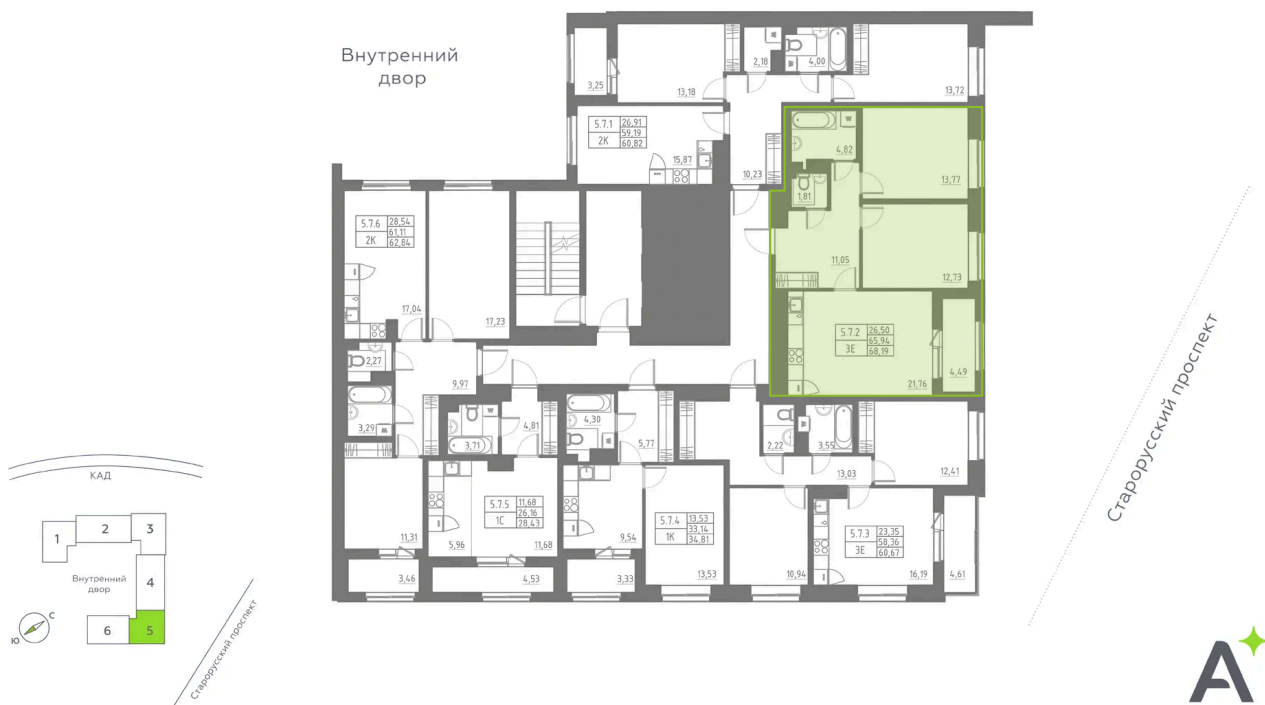 Внутренний
двор
3,25
13,18
2,18
W
4,00
W
13,72
5.7.1
2К
26,91
59,19
60,82
15,87
10,23
W
4,82
13,77
1,81
11,05
12,73
5.7.2
3Е
26,50
65,94
68,19
21,76
4,49
5.7.6
2К
28,54
61,11
62,84
17,04
17,23
2,27
9,97
3,29
W
11,31
3,46
W
3,71
4,81
5.7.5
1С
11,68
26,16
28,43
5,96
11,68
4,53
4,30
W
5,77
9,54
3,33
5.7.4
1К
13,53
33,14
34,81
13,53
2,22
W
3,55
13,03
12,41
10,94
5.7.3
3Е
23,35
58,36
60,67
16,19
4,61
Старорусский проспект
КАД
1
2
3
4
5
6
Внутренний
двор
С
Ю
Старорусский проспект
A